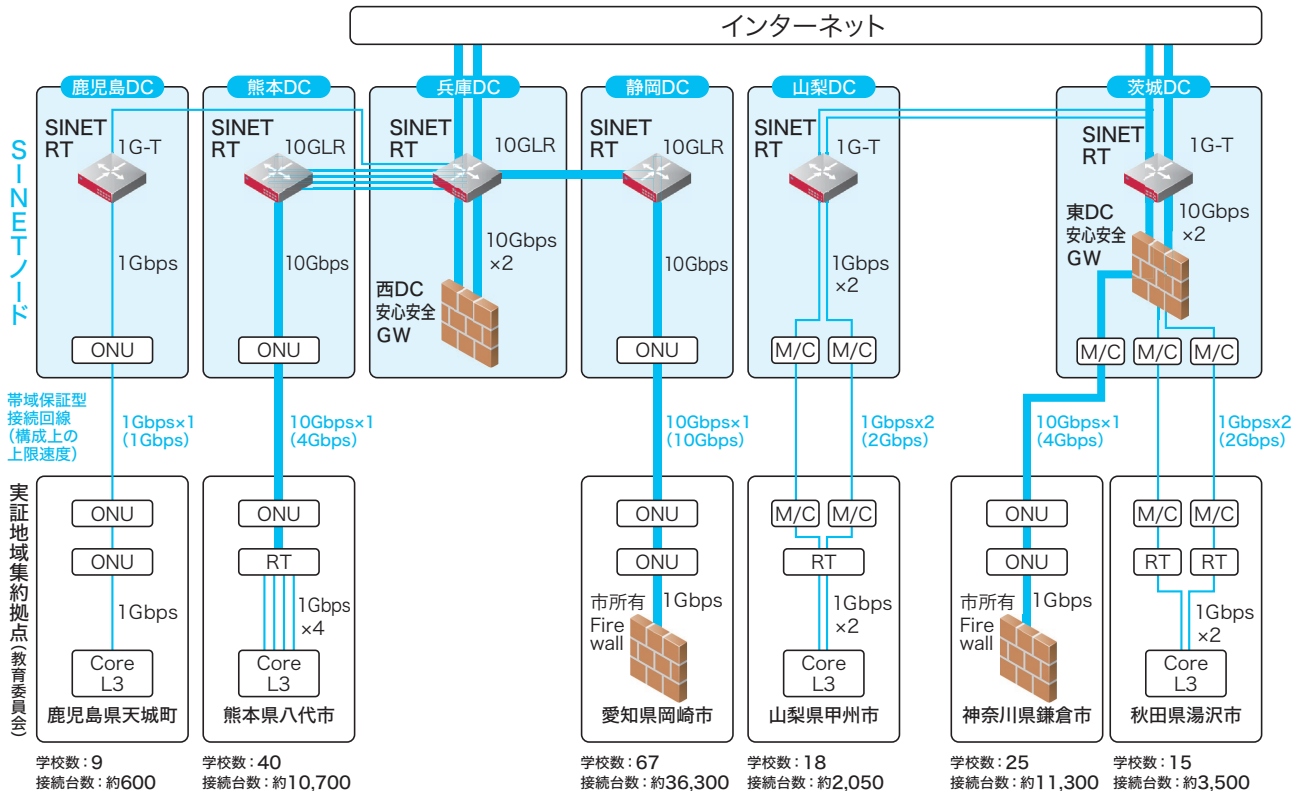 インターネット
鹿児島DC
熊本DC
兵庫DC
静岡DC
山梨DC
茨城DC
SINETノード
SINET
RT
1G-T
1Gbps
ONU
SINET
RT
10GLR
10Gbps
ONU
SINET
RT
10GLR
10Gbps
×2
西DC
安心安全
GW
SINET
RT
10GLR
10Gbps
ONU
SINET
RT
1Gbps
×2
M/C
M/C
SINET
RT
1G-T
10Gbps
×2
東DC
安心安全
GW
M/C
M/C
M/C
帯域保証型
接続回線
(構成上の
上限速度)
1Gbps×1
(1Gbps)
10Gbps×1
(4Gbps)
10Gbps×1
(10Gbps)
1Gbpsx2
(2Gbps)
10Gbps×1
(4Gbps)
1Gbpsx2
(2Gbps)
実証地域集約拠点(教育委員会)
ONU
ONU
1Gbps
Core
L3
鹿児島県天城町
ONU
RT
1Gbps
×4
Core
L3
熊本県八代市
ONU
ONU
市所有
Fire
wall
1Gbps
愛知県岡崎市
M/C
M/C
RT
1Gbps
×2
Core
L3
山梨県甲州市
ONU
ONU
市所有
Fire
wall
1Gbps
神奈川県鎌倉市
M/C
M/C
RT
RT
1Gbps
×2
Core
L3
秋田県湯沢市
学校数：9
接続台数：約600
学校数：40
接続台数：約10,700
学校数：67
接続台数：約36,300
学校数：18
接続台数：約2,050
学校数：25
接続台数：約11,300
学校数：15
接続台数：約3,500